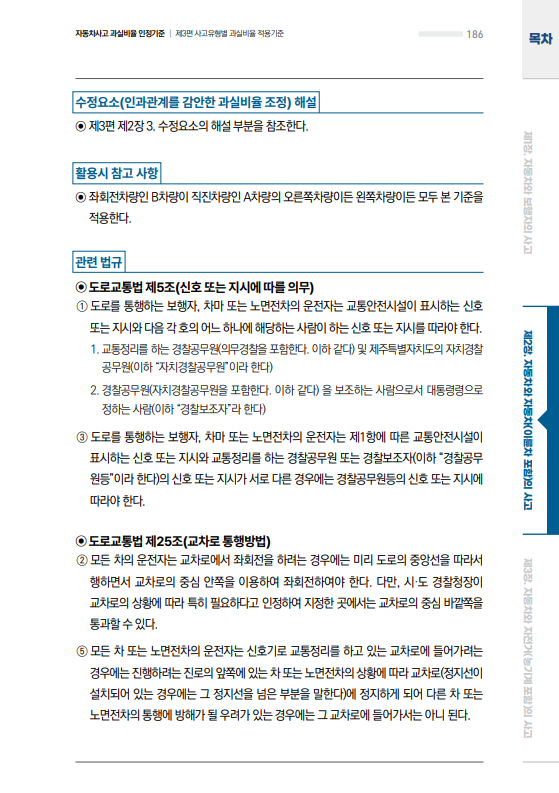 자동차사고 과실비율 인정기준 | 제3편 사고유형별 과실비율 적용기준
186
목차
수정요소(인과관계를 감안한 과실비율 조정) 해설
◉ 제3편 제2장 3. 수정요소의 해설 부분을 참조한다.
활용시 참고 사항
◉ 좌회전차량인 B차량이 직진차량인 A차량의 오른쪽차량이든 왼쪽차량이든 모두 본 기준을
적용한다.
관련 법규
◉ 도로교통법 제5조(신호 또는 지시에 따를 의무)
① 도로를 통행하는 보행자, 차마 또는 노면전차의 운전자는 교통안전시설이 표시하는 신호
또는 지시와 다음 각 호의 어느 하나에 해당하는 사람이 하는 신호 또는 지시를 따라야 한다.
1. 교통정리를 하는 경찰공무원(의무경찰을 포함한다. 이하 같다) 및 제주특별자치도의 자치경찰
공무원(이하 “자치경찰공무원”이라 한다)
2. 경찰공무원(자치경찰공무원을 포함한다. 이하 같다) 을 보조하는 사람으로서 대통령령으로
정하는 사람(이하 “경찰보조자”라 한다)
③ 도로를 통행하는 보행자, 차마 또는 노면전차의 운전자는 제1항에 따른 교통안전시설이
표시하는 신호 또는 지시와 교통정리를 하는 경찰공무원 또는 경찰보조자(이하 “경찰공무
원등”이라 한다)의 신호 또는 지시가 서로 다른 경우에는 경찰공무원등의 신호 또는 지시에
따라야 한다.
◉ 도로교통법 제25조(교차로 통행방법)
② 모든 차의 운전자는 교차로에서 좌회전을 하려는 경우에는 미리 도로의 중앙선을 따라서
행하면서 교차로의 중심 안쪽을 이용하여 좌회전하여야 한다. 다만, 시·도 경찰청장이
교차로의 상황에 따라 특히 필요하다고 인정하여 지정한 곳에서는 교차로의 중심 바깥쪽을
통과할 수 있다.
⑤ 모든 차 또는 노면전차의 운전자는 신호기로 교통정리를 하고 있는 교차로에 들어가려는
경우에는 진행하려는 진로의 앞쪽에 있는 차 또는 노면전차의 상황에 따라 교차로(정지선이
설치되어 있는 경우에는 그 정지선을 넘은 부분을 말한다)에 정지하게 되어 다른 차 또는
노면전차의 통행에 방해가 될 우려가 있는 경우에는 그 교차로에 들어가서는 아니 된다.
제1장. 자동차와 보행자의 사고
제2장. 자동차와 자동차(이륜차 포함)의 사고
제3장. 자동차와 자전거(농기계 포함)의 사고